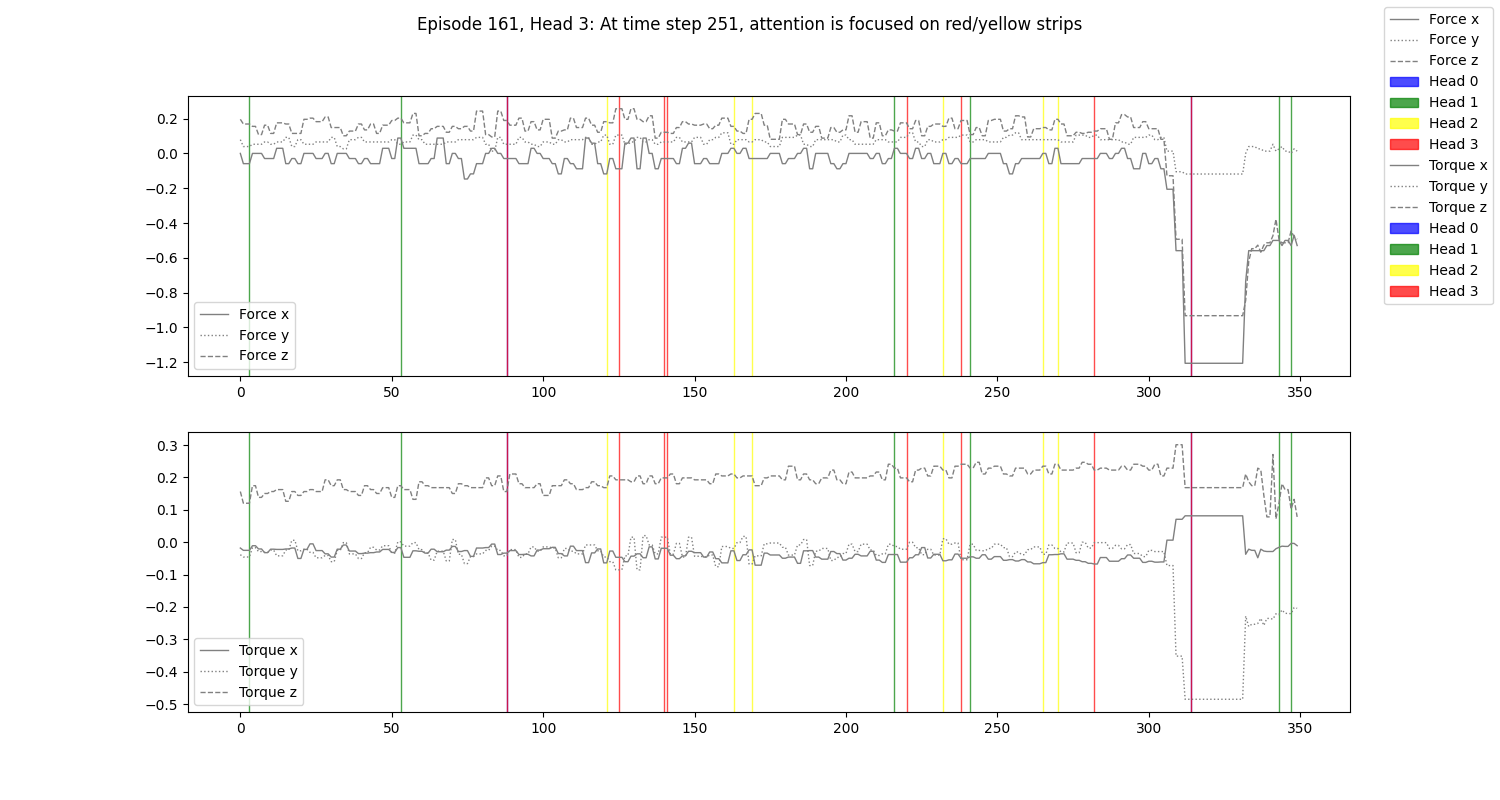 Episode 161, Head 3: At time step 251, attention is focused on red/yellow strips
Force x
Force y
Force z
Head 0
Head 1
Head 2
Head 3
Torque x
Torque y
Torque z
Head 0
Head 1
Head 2
Head 3
0.2
0.0
−0.2
−0.4
−0.6
−0.8
−1.0
−1.2
Force x
Force y
Force z
0 50 100 150 200 250 300 350
0.3
0.2
0.1
0.0
−0.1
−0.2
−0.3
−0.4
−0.5
Torque x
Torque y
Torque z
0 50 100 150 200 250 300 350